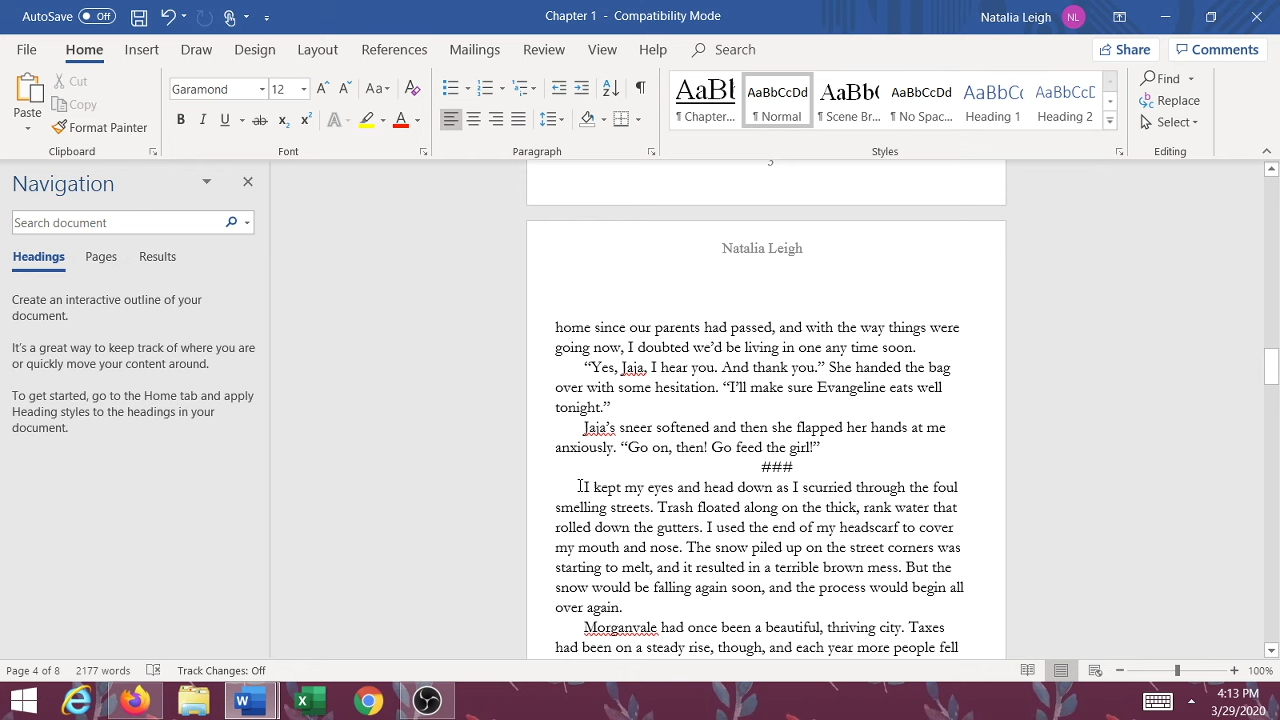 AutoSave Off
Chapter 1 - Compatibility Mode
Natalia Leigh NL
File Home Insert Draw Design Layout References Mailings Review View Help Search
Share Comments
Paste
Cut
Copy
Format Painter
Clipboard
Garamond 12
Font
Paragraph
AaBb AaBbCcDd AaBb( AaBbCcDd AaBbC( AaBbCcD
¶ Chapter... ¶ Normal ¶ Scene Br... ¶ No Spac... Heading 1 Heading 2
Styles
Find
Replace
Select
Editing
Navigation
Search document
Headings Pages Results
Create an interactive outline of your
document.
It's a great way to keep track of where you are
or quickly move your content around.
To get started, go to the Home tab and apply
Heading styles to the headings in your
document.
Natalia Leigh
home since our parents had passed, and with the way things were
going now, I doubted we’d be living in one any time soon.
“Yes, Jaja, I hear you. And thank you.” She handed the bag
over with some hesitation. “I’ll make sure Evangeline eats well
tonight.”
Jaja’s sneer softened and then she flapped her hands at me
anxiously. “Go on, then! Go feed the girl!”
###
I kept my eyes and head down as I scurried through the foul
smelling streets. Trash floated along on the thick, rank water that
rolled down the gutters. I used the end of my headscarf to cover
my mouth and nose. The snow piled up on the street corners was
starting to melt, and it resulted in a terrible brown mess. But the
snow would be falling again soon, and the process would begin all
over again.
Morganvale had once been a beautiful, thriving city. Taxes
had been on a steady rise, though, and each year more people fell
Page 4 of 8 2177 words Track Changes: Off 100%
4:13 PM
3/29/2020